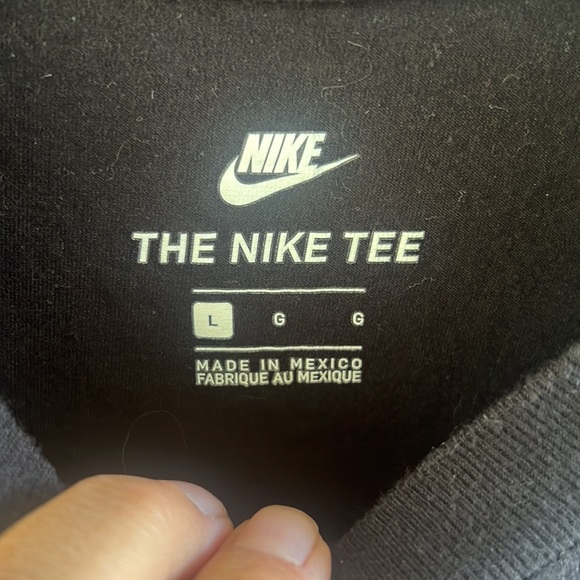 NIKE
THE NIKE TEE
L G G
MADE IN MEXICO
FABRIQUE AU MEXIQUE